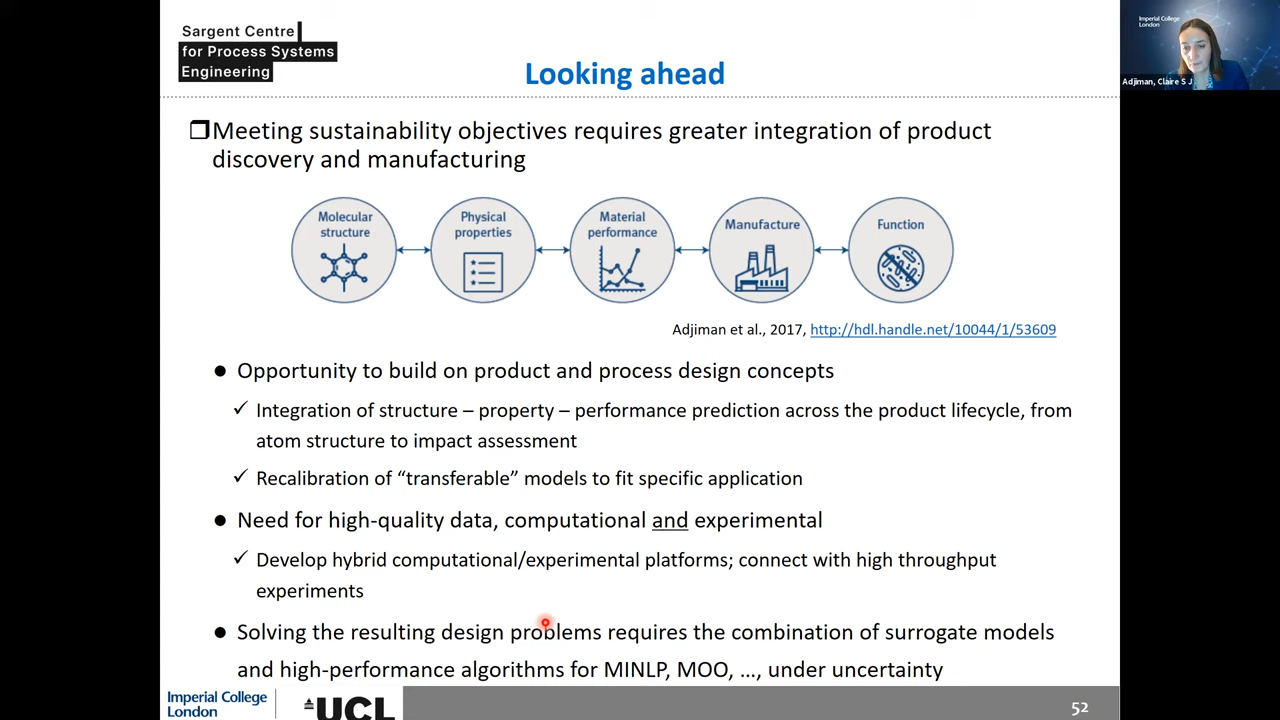 Sargent Centre
for Process Systems
Engineering
Looking ahead
Imperial College
London
Adjiman, Claire S J
Meeting sustainability objectives requires greater integration of product
discovery and manufacturing
Molecular
structure
Physical
properties
Material
performance
Manufacture
Function
Adjiman et al., 2017, http://hdl.handle.net/10044/1/53609
● Opportunity to build on product and process design concepts
✓ Integration of structure – property – performance prediction across the product lifecycle, from
atom structure to impact assessment
✓ Recalibration of “transferable” models to fit specific application
● Need for high-quality data, computational and experimental
✓ Develop hybrid computational/experimental platforms; connect with high throughput
experiments
● Solving the resulting design problems requires the combination of surrogate models
and high-performance algorithms for MINLP, MOO, …, under uncertainty
Imperial College
London
UCL
52